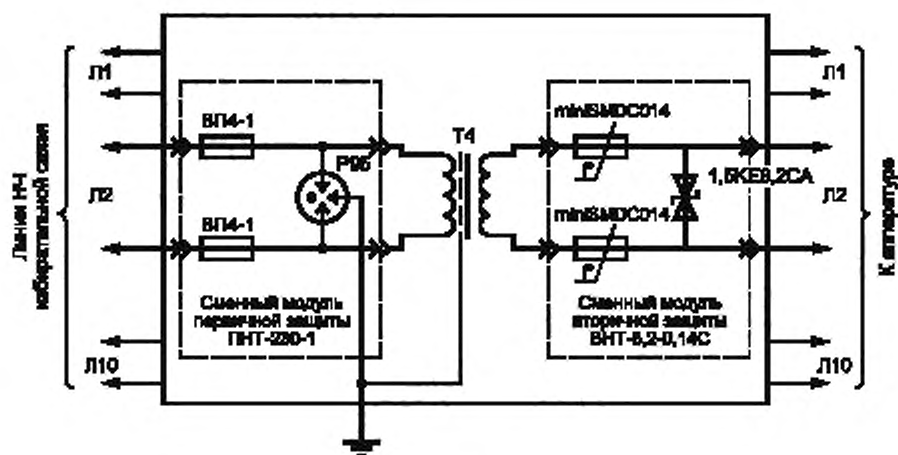 Л1
Л2
Л10
Линии НЧ
избирательной связи
ВП4-1
Р95
ВП4-1
Сменный модуль
первичной защиты
ПНТ-230-1
Т4
miniSMDC014
1,5КЕ8,2СА
miniSMDC014
Сменный модуль
вторичной защиты
ВНТ-8,2-0,14С
Л1
Л2
Л10
К аппаратуре